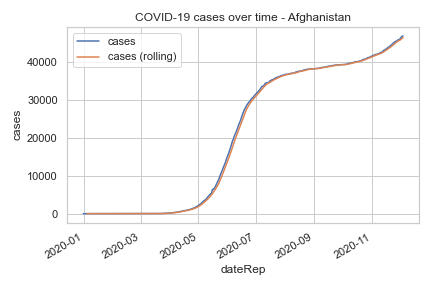 COVID-19 cases over time - Afghanistan
cases
cases (rolling)
40000
30000
20000
10000
0
cases
2020-01
2020-03
2020-05
2020-07
2020-09
2020-11
dateRep